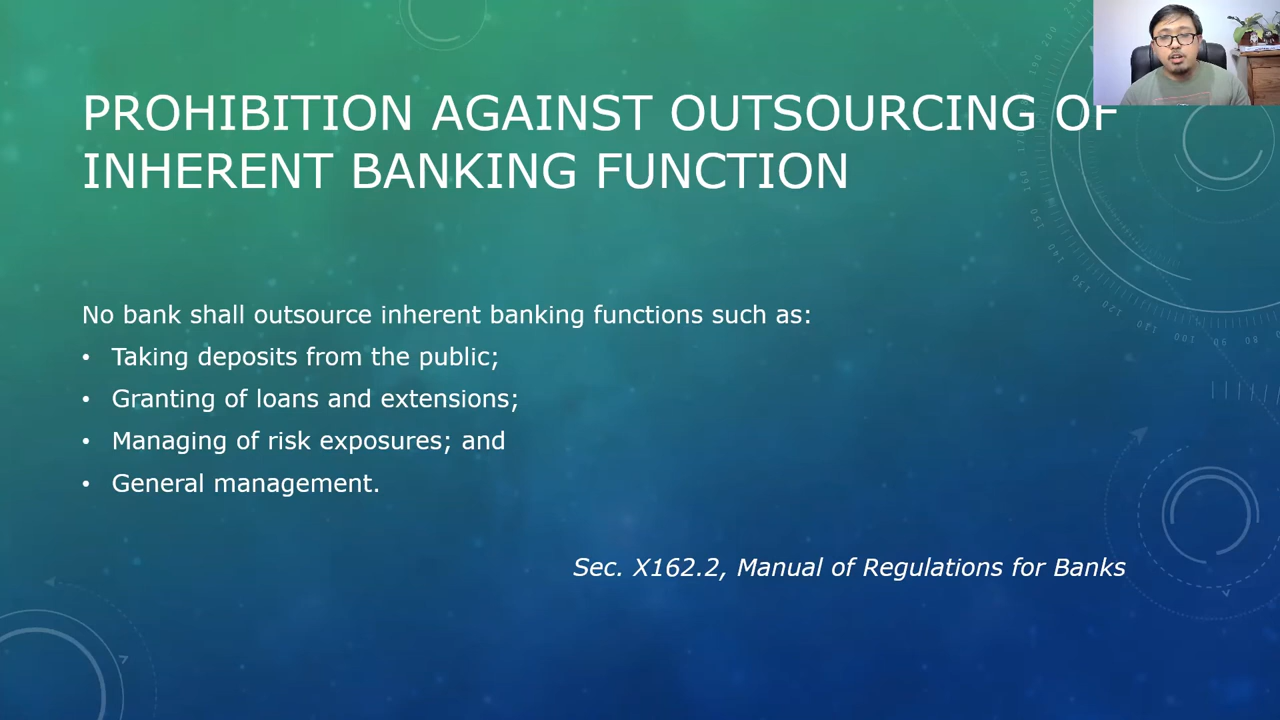 PROHIBITION AGAINST OUTSOURCING OF
INHERENT BANKING FUNCTION
No bank shall outsource inherent banking functions such as:
• Taking deposits from the public;
• Granting of loans and extensions;
• Managing of risk exposures; and
• General management.
Sec. X162.2, Manual of Regulations for Banks